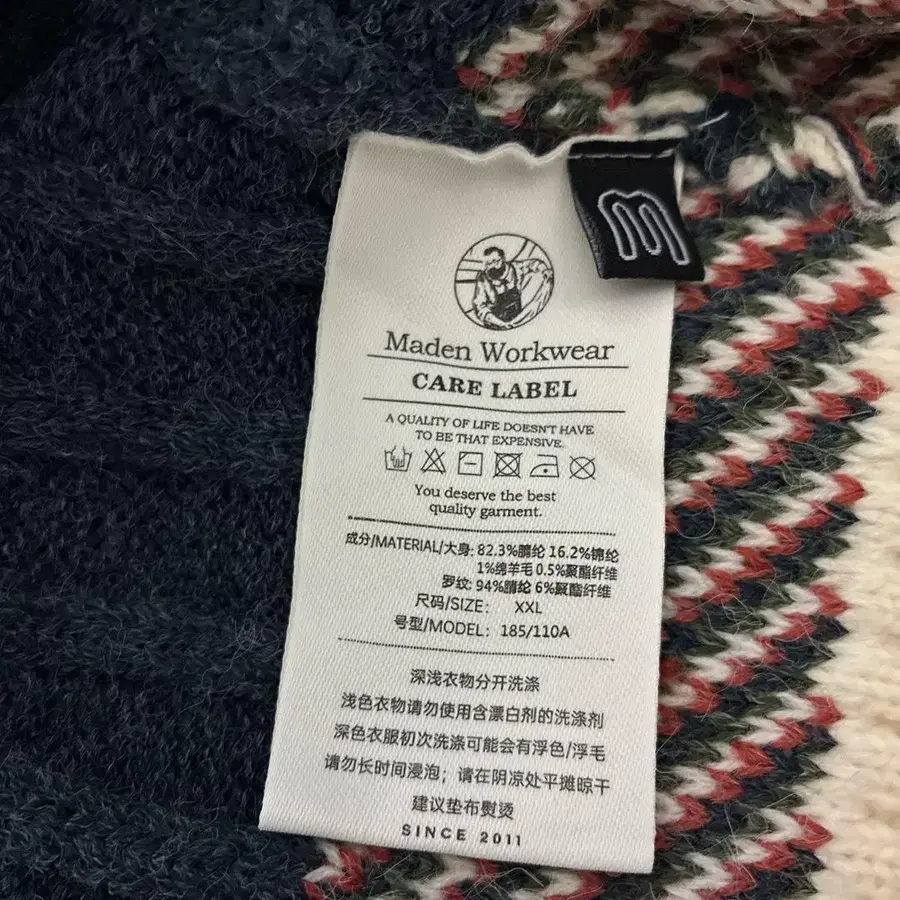 Maden Workwear
CARE LABEL
A QUALITY OF LIFE DOESN'T HAVE
TO BE THAT EXPENSIVE.
You deserve the best
quality garment.
成分/MATERIAL/大身: 82.3%腈纶 16.2%锦纶
1%绵羊毛 0.5%聚酯纤维
罗纹: 94%腈纶 6%聚酯纤维
尺码/SIZE: XXL
号型/MODEL: 185/110A
深浅衣物分开洗涤
浅色衣物请勿使用含漂白剂的洗涤剂
深色衣服初次洗涤可能会有浮色/浮毛
请勿长时间浸泡；请在阴凉处平摊晾干
建议垫布熨烫
SINCE 2011